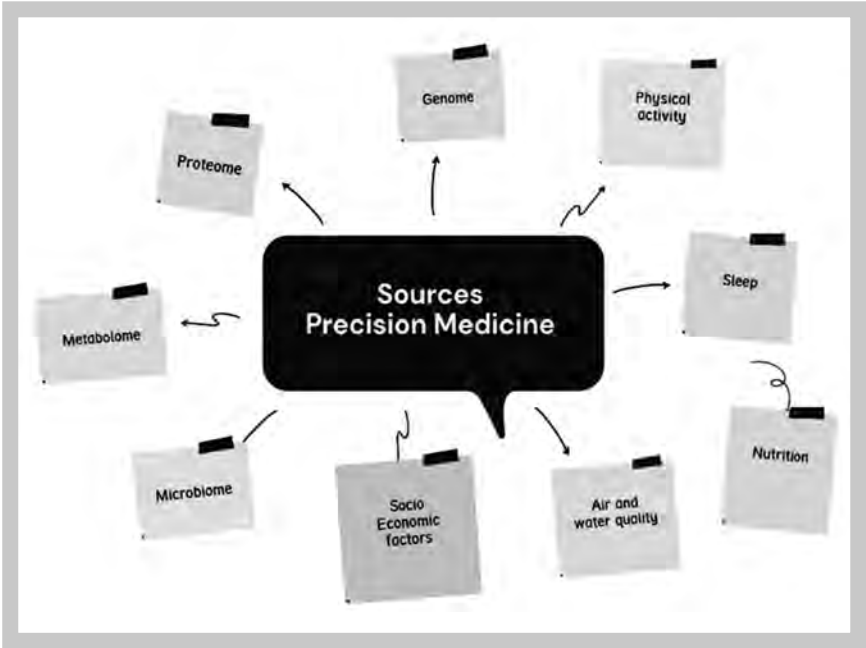 Genome
Physical
activity
Proteome
Sleep
Sources
Precision Medicine
Metabolome
Nutrition
Microbiome
Socio
Economic
factors
Air and
water quality